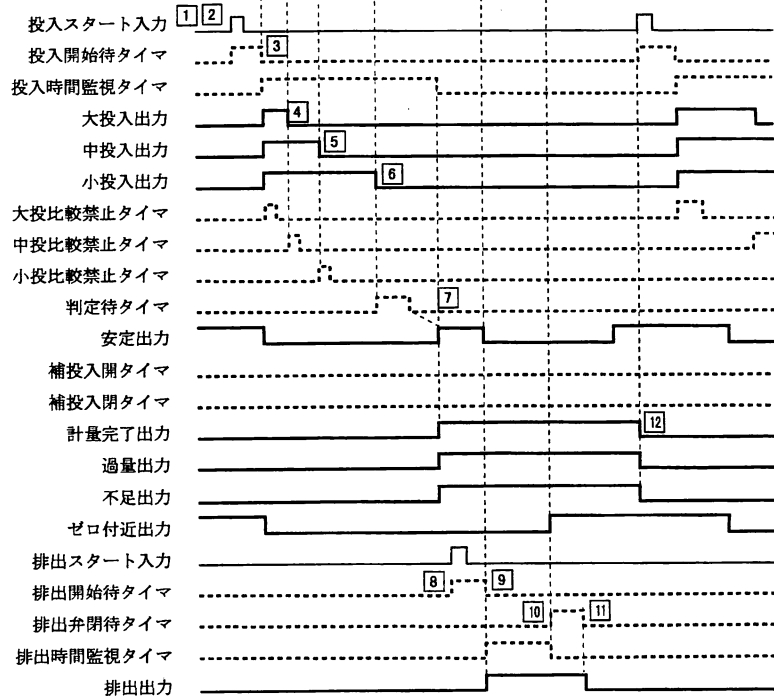 投入スタート入力 1 2
投入開始待タイマ 3
投入時間監視タイマ
大投入出力 4
中投入出力 5
小投入出力 6
大投比較禁止タイマ
中投比較禁止タイマ
小投比較禁止タイマ
判定待タイマ 7
安定出力
補投入開タイマ
補投入閉タイマ
計量完了出力 12
過量出力
不足出力
ゼロ付近出力
排出スタート入力
排出開始待タイマ 8 9
排出弁閉待タイマ 10 11
排出時間監視タイマ
排出出力